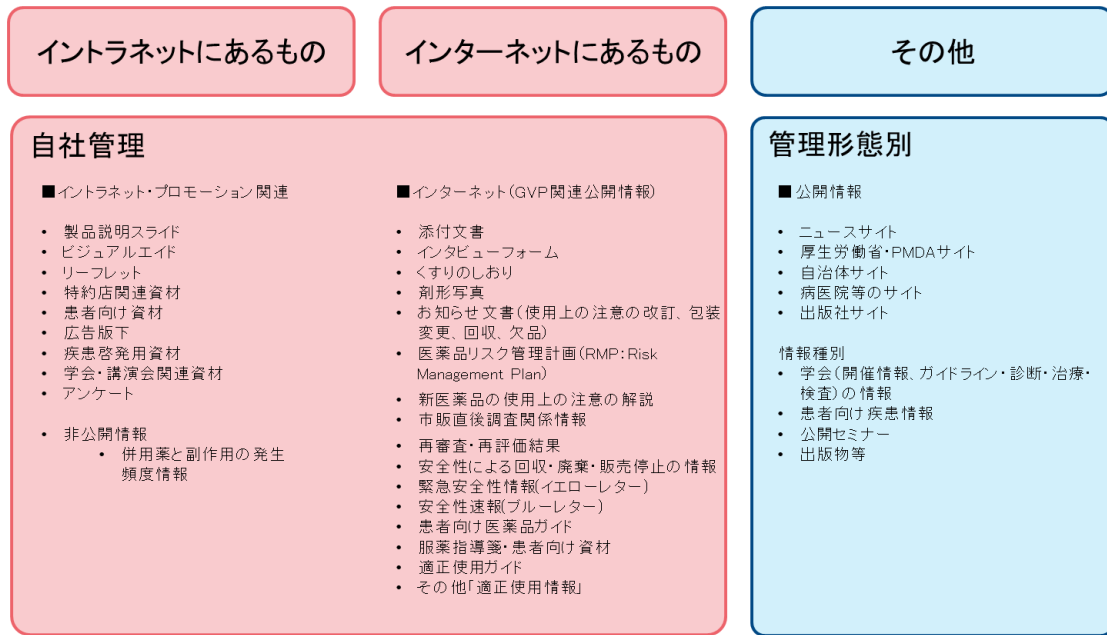 イントラネットにあるもの
インターネットにあるもの
その他
自社管理
■イントラネット・プロモーション関連
• 製品説明スライド
• ビジュアルエイド
• リーフレット
• 特約店関連資材
• 患者向け資材
• 広告版下
• 疾患啓発用資材
• 学会・講演会関連資材
• アンケート
• 非公開情報
• 併用薬と副作用の発生
頻度情報
■インターネット(GVP関連公開情報)
• 添付文書
• インタビューフォーム
• くすりのしおり
• 剤形写真
• お知らせ文書(使用上の注意の改訂、包装
変更、回収、欠品)
• 医薬品リスク管理計画(RMP:Risk
Management Plan)
• 新医薬品の使用上の注意の解説
• 市販直後調査関係情報
• 再審査・再評価結果
• 安全性による回収・廃棄・販売停止の情報
• 緊急安全性情報(イエローレター)
• 安全性速報(ブルーレター)
• 患者向け医薬品ガイド
• 服薬指導箋・患者向け資材
• 適正使用ガイド
• その他「適正使用情報」
管理形態別
■公開情報
• ニュースサイト
• 厚生労働省・PMDAサイト
• 自治体サイト
• 病医院等のサイト
• 出版社サイト
情報種別
• 学会(開催情報、ガイドライン・診断・治療・
検査)の情報
• 患者向け疾患情報
• 公開セミナー
• 出版物等